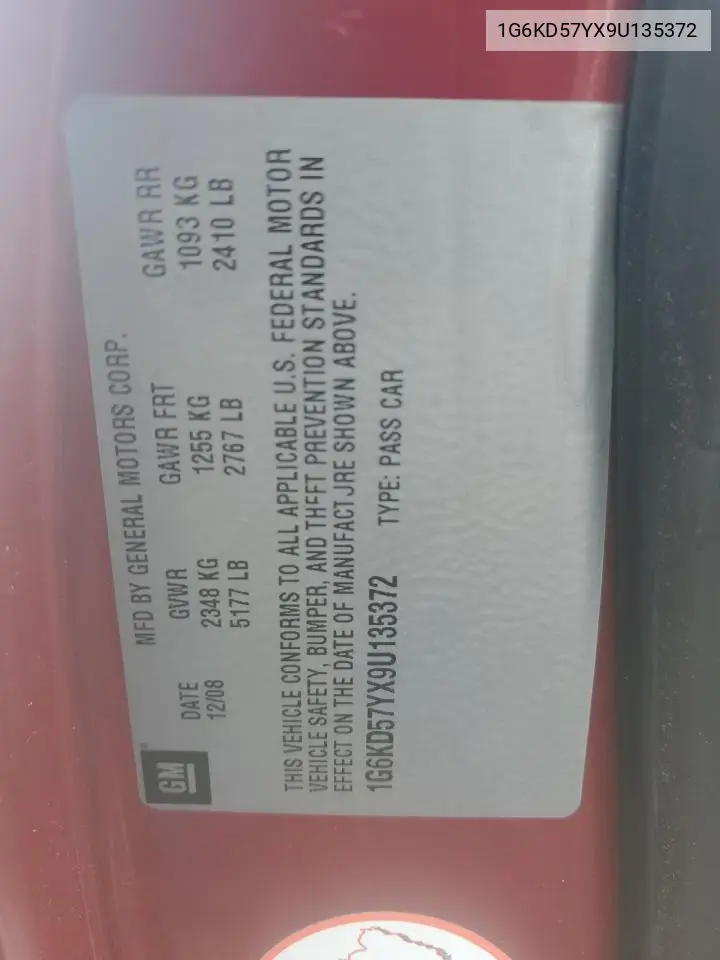 1G6KD57YX9U135372
GM®
MFD BY GENERAL MOTORS CORP.
DATE GVWR GAWR FRT GAWR RR
12/08 2348 KG 1255 KG 1093 KG
5177 LB 2767 LB 2410 LB
THIS VEHICLE CONFORMS TO ALL APPLICABLE U.S. FEDERAL MOTOR
VEHICLE SAFETY, BUMPER, AND THEFT PREVENTION STANDARDS IN
EFFECT ON THE DATE OF MANUFACTURE SHOWN ABOVE.
1G6KD57YX9U135372 TYPE: PASS CAR